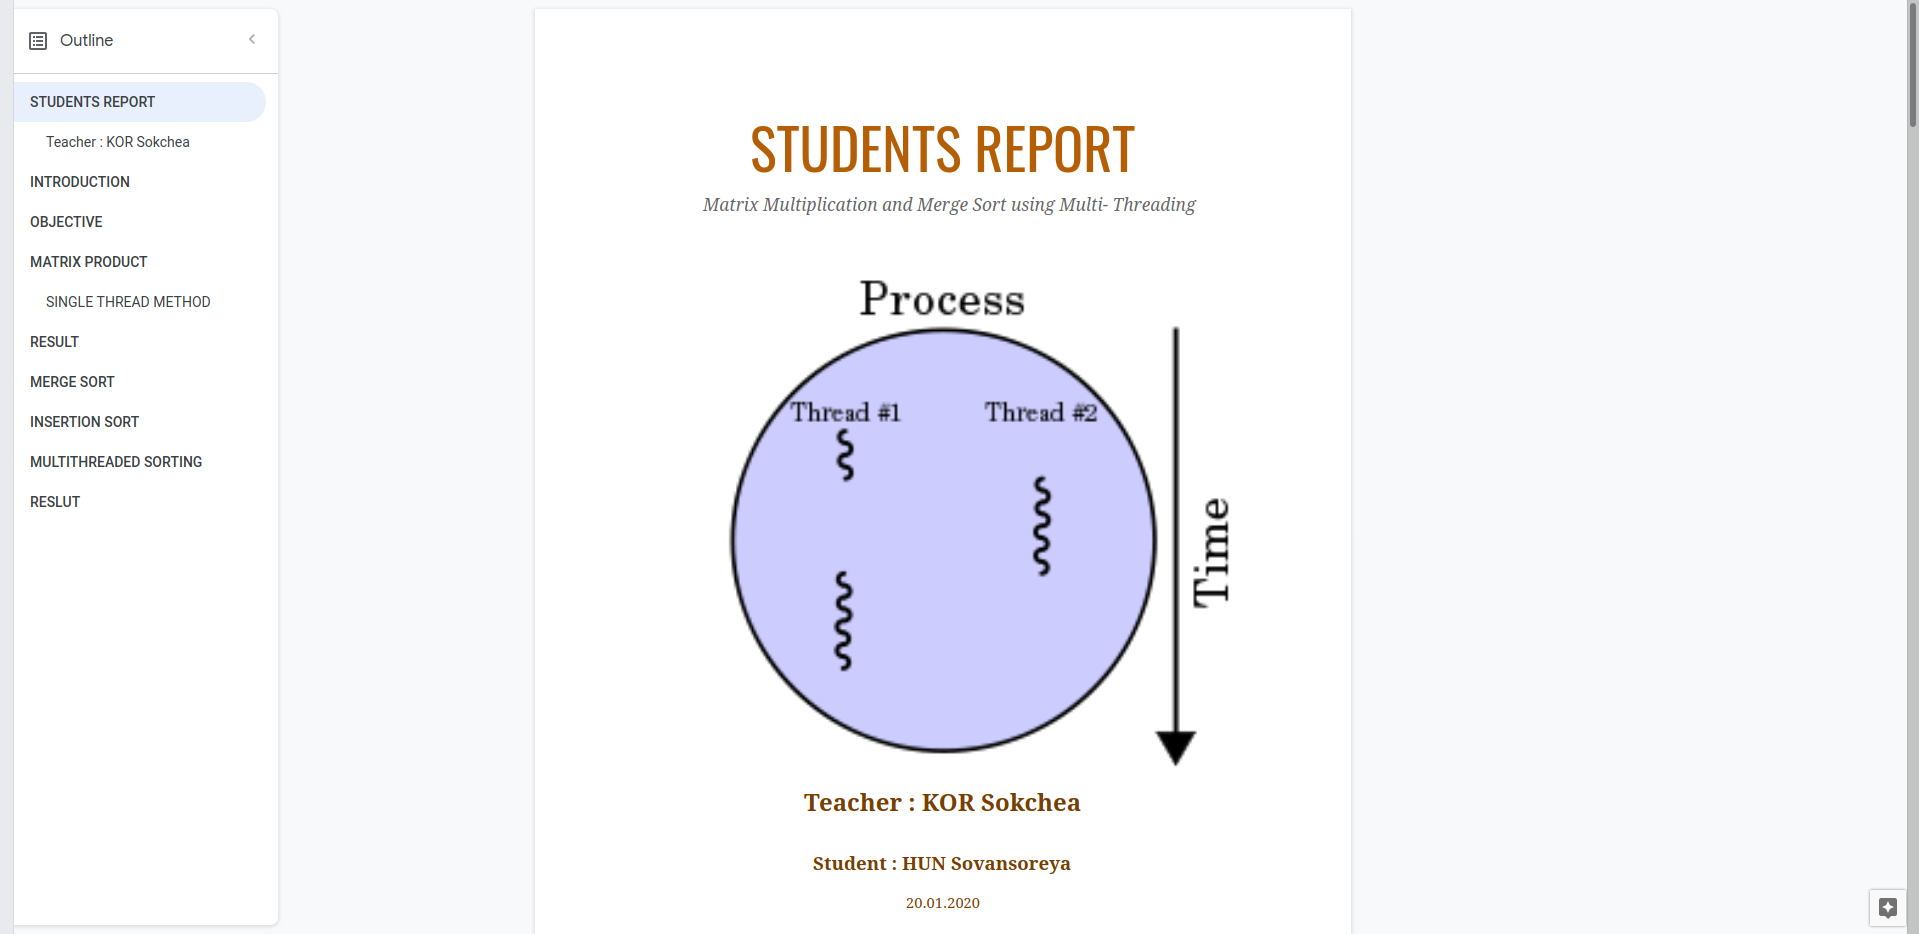 Outline
STUDENTS REPORT
Teacher : KOR Sokchea
INTRODUCTION
OBJECTIVE
MATRIX PRODUCT
SINGLE THREAD METHOD
RESULT
MERGE SORT
INSERTION SORT
MULTITHREADED SORTING
RESLUT
STUDENTS REPORT
Matrix Multiplication and Merge Sort using Multi- Threading
Process
Thread #1
Thread #2
Time
Teacher : KOR Sokchea
Student : HUN Sovansoreya
20.01.2020